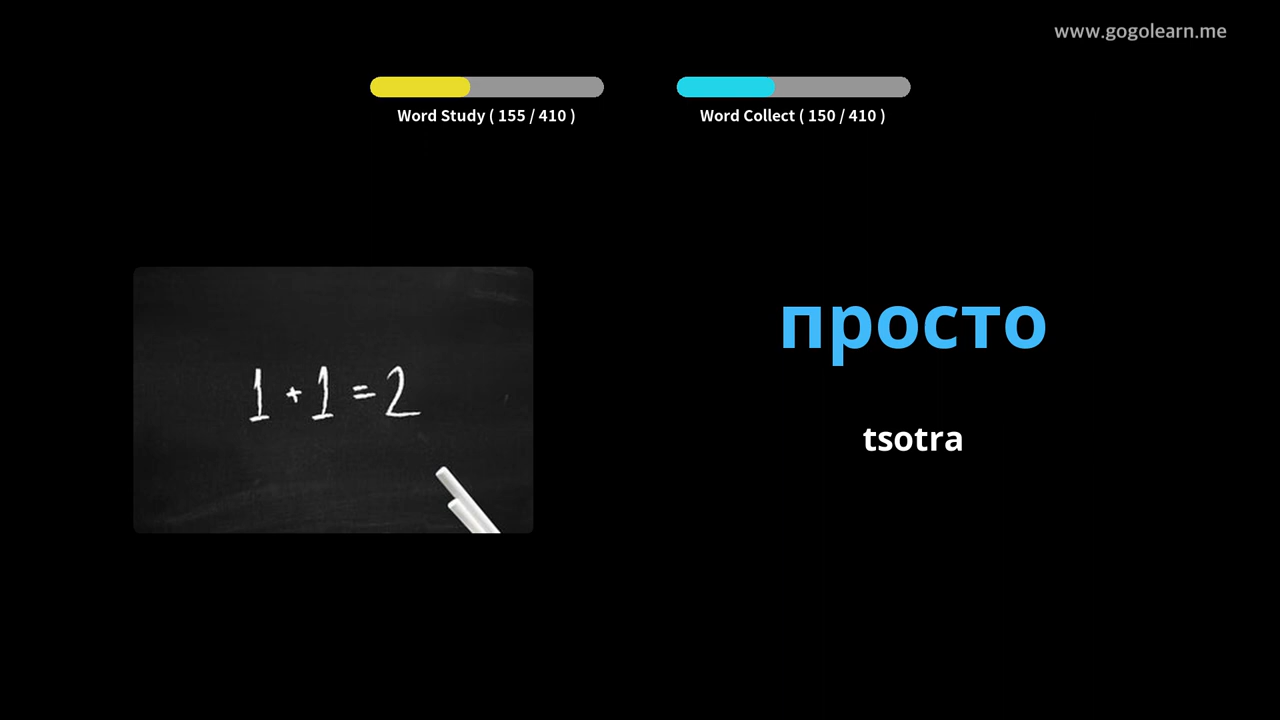 www.gogolearn.me
Word Study ( 155 / 410 )
Word Collect ( 150 / 410 )
1 + 1 = 2
просто
tsotra